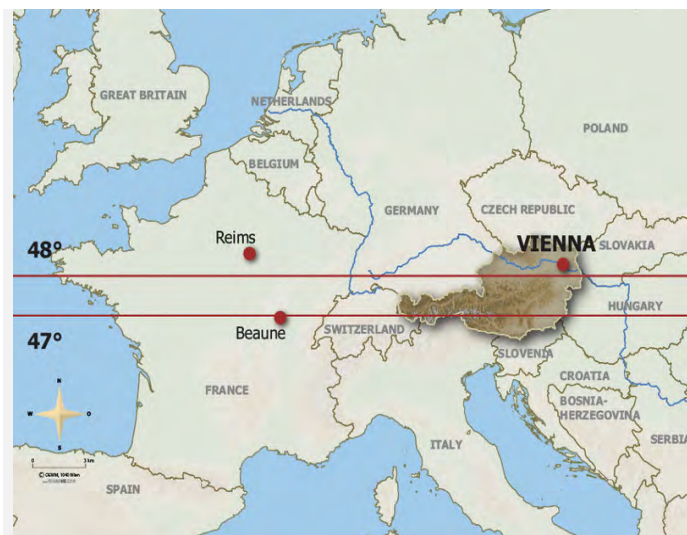 GREAT BRITAIN
NETHERLANDS
POLAND
BELGIUM
GERMANY
CZECH REPUBLIC
Reims
VIENNA
48°
SLOVAKIA
HUNGARY
Beaune
SWITZERLAND
47°
SLOVENIA
CROATIA
FRANCE
N
W
O
S
BOSNIA-
HERZEGOVINA
ITALY
SERBIA
0
SPAIN